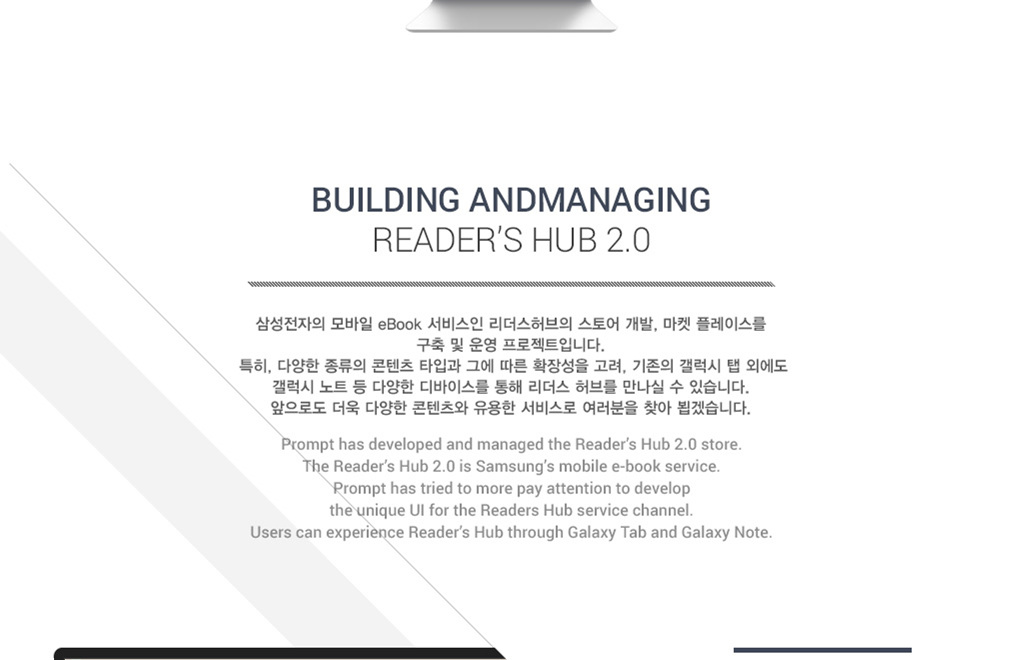 BUILDING ANDMANAGING
READER'S HUB 2.0
삼성전자의 모바일 eBook 서비스인 리더스허브의 스토어 개발, 마켓 플레이스를
구축 및 운영 프로젝트입니다.
특히, 다양한 종류의 콘텐츠 타입과 그에 따른 확장성을 고려, 기존의 갤럭시 탭 외에도
갤럭시 노트 등 다양한 디바이스를 통해 리더스 허브를 만나실 수 있습니다.
앞으로도 더욱 다양한 콘텐츠와 유용한 서비스로 여러분을 찾아 뵙겠습니다.
Prompt has developed and managed the Reader's Hub 2.0 store.
The Reader's Hub 2.0 is Samsung's mobile e-book service.
Prompt has tried to more pay attention to develop
the unique UI for the Readers Hub service channel.
Users can experience Reader's Hub through Galaxy Tab and Galaxy Note.